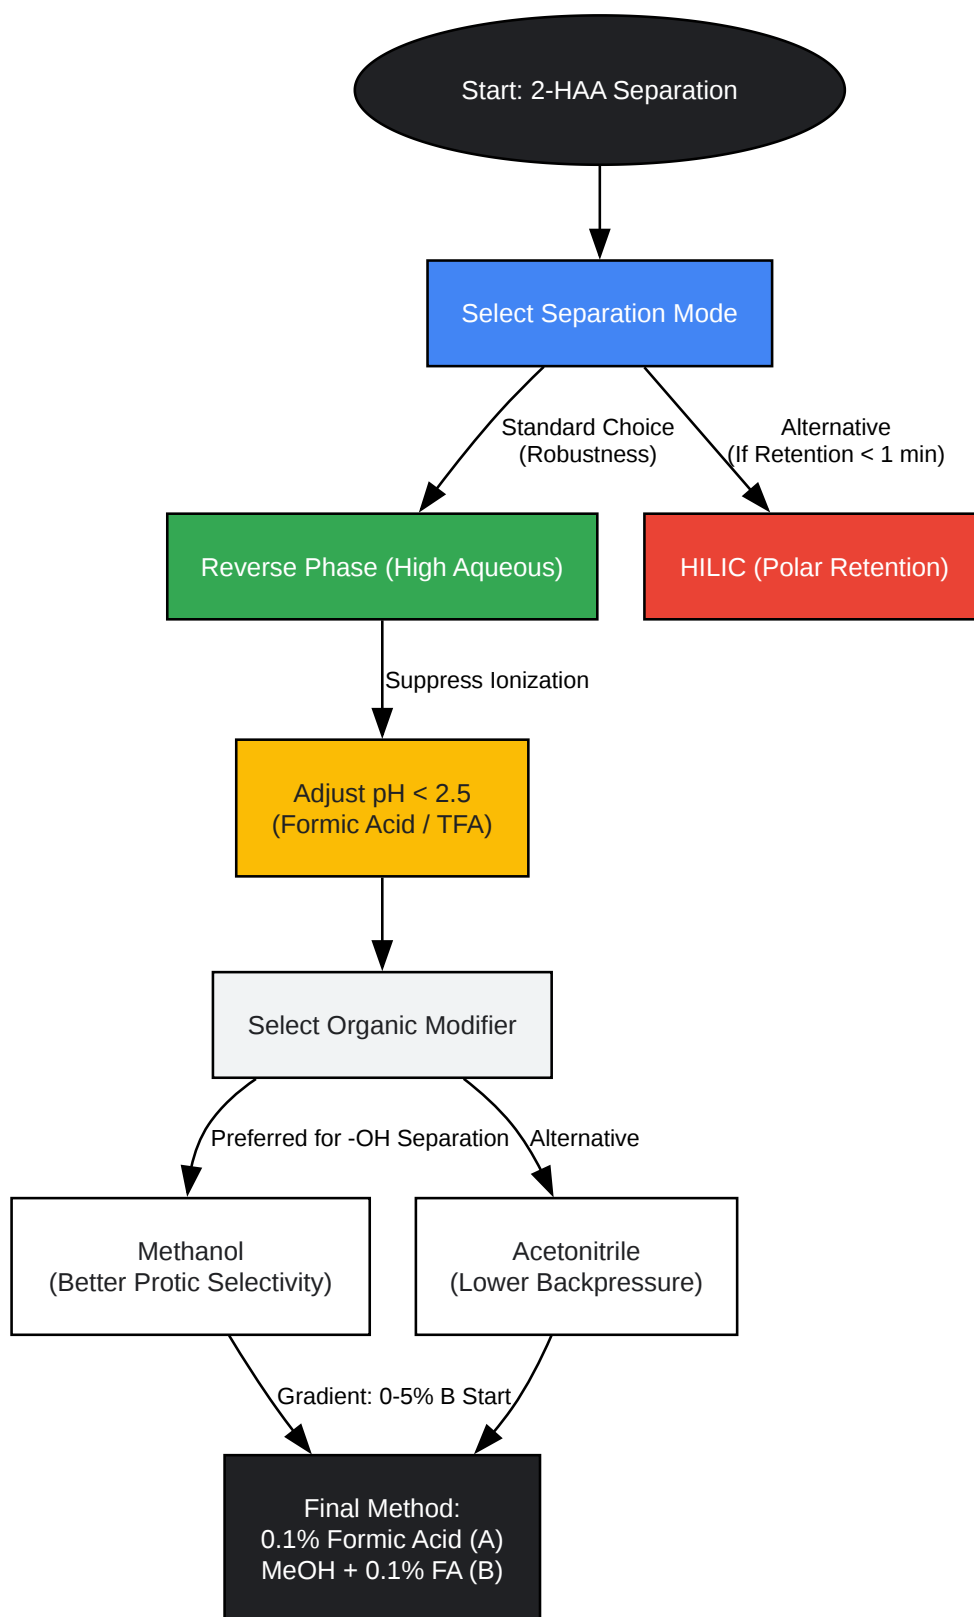 Start: 2-HAA Separation
Select Separation Mode
Standard Choice
(Robustness)
Alternative
(If Retention < 1 min)
Reverse Phase (High Aqueous)
HILIC (Polar Retention)
Suppress Ionization
Adjust pH < 2.5
(Formic Acid / TFA)
Select Organic Modifier
Preferred for -OH Separation
Alternative
Methanol
(Better Protic Selectivity)
Acetonitrile
(Lower Backpressure)
Gradient: 0-5% B Start
Final Method:
0.1% Formic Acid (A)
MeOH + 0.1% FA (B)